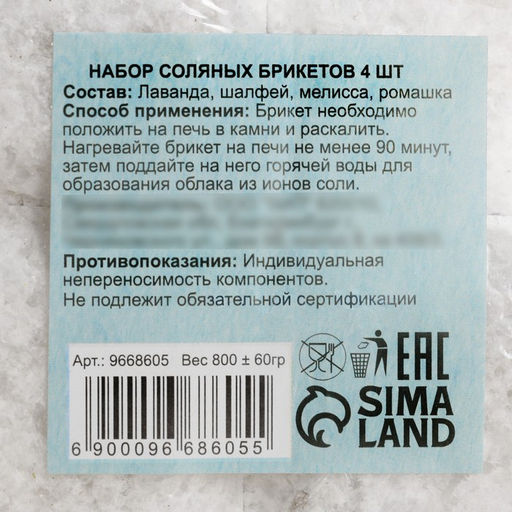 НАБОР СОЛЯНЫХ БРИКЕТОВ 4 ШТ
Состав: Лаванда, шалфей, мелисса, ромашка
Способ применения: Брикет необходимо
положить на печь в камни и раскалить.
Нагревайте брикет на печи не менее 90 минут,
затем поддайте на него горячей воды для
образования облака из ионов соли.
Противопоказания: Индивидуальная
непереносимость компонентов.
Не подлежит обязательной сертификации
Арт.: 9668605 Вес 800 ± 60гр
6 900096 686055
EAC
SIMA
LAND